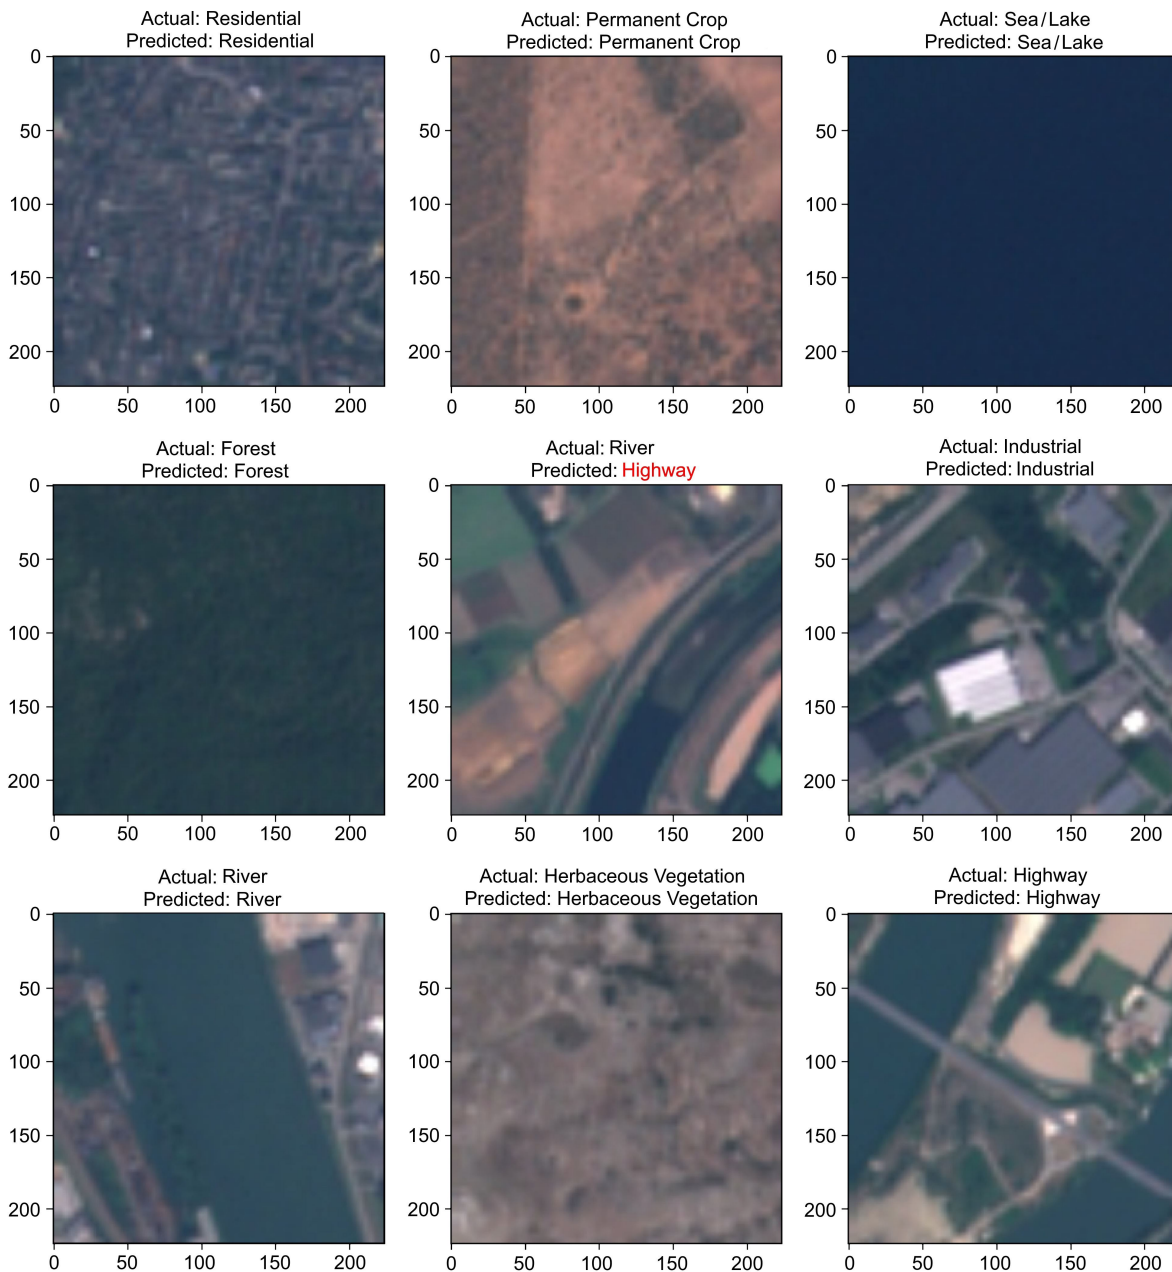 Actual: Residential
Predicted: Residential
Actual: Permanent Crop
Predicted: Permanent Crop
Actual: Sea/Lake
Predicted: Sea/Lake
0
50
100
150
200
0 50 100 150 200
0
50
100
150
200
0 50 100 150 200
0
50
100
150
200
0 50 100 150 200
Actual: Forest
Predicted: Forest
Actual: River
Predicted: Highway
Actual: Industrial
Predicted: Industrial
0
50
100
150
200
0 50 100 150 200
0
50
100
150
200
0 50 100 150 200
0
50
100
150
200
0 50 100 150 200
Actual: River
Predicted: River
Actual: Herbaceous Vegetation
Predicted: Herbaceous Vegetation
Actual: Highway
Predicted: Highway
0
50
100
150
200
0 50 100 150 200
0
50
100
150
200
0 50 100 150 200
0
50
100
150
200
0 50 100 150 200